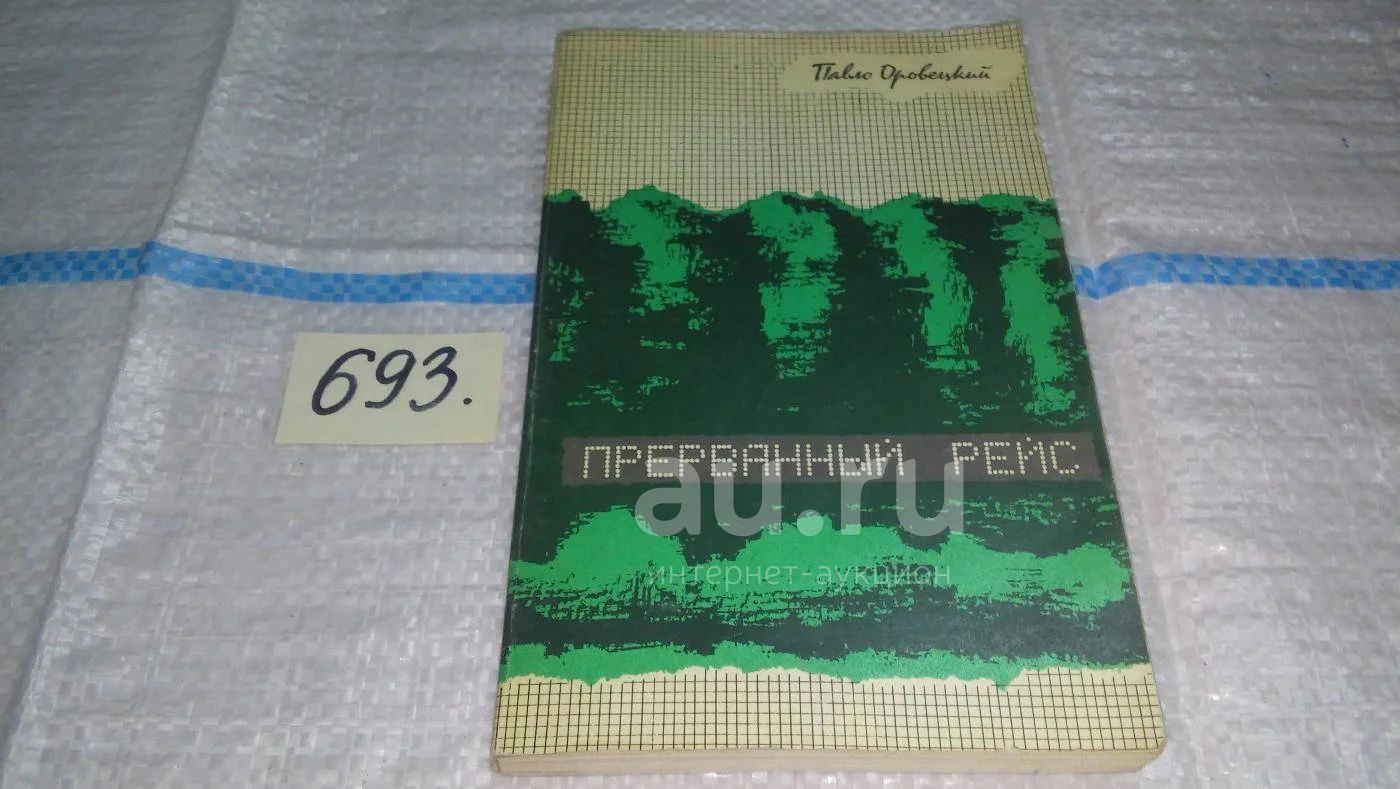 Павло Оровецкий
693.
ПРЕРВАННЫЙ РЕЙС
au.ru
интернет-аукцион